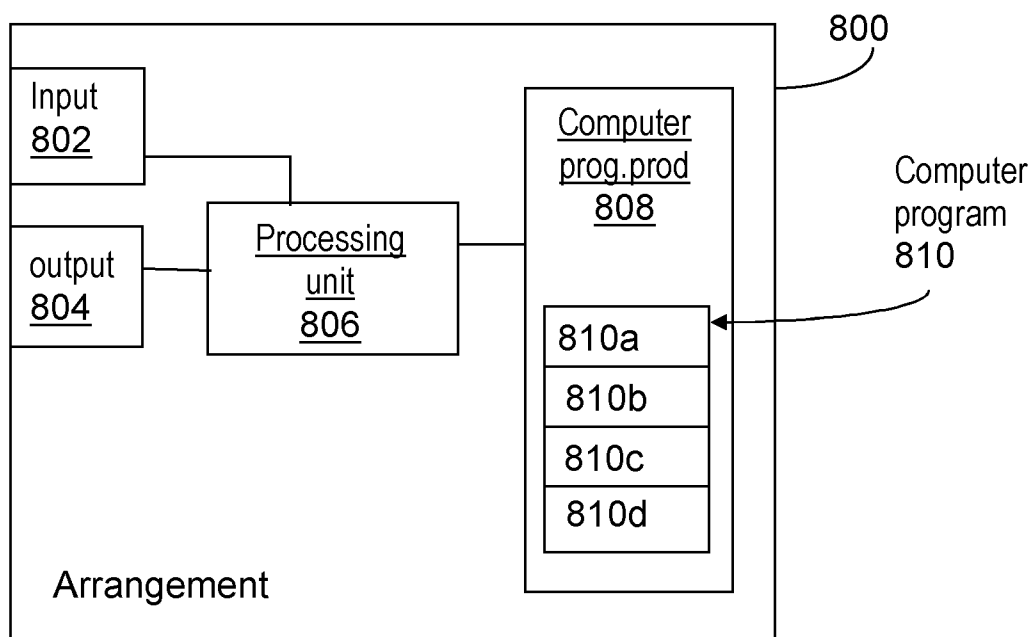 800
Input
802
Computer
prog.prod
808
Computer
program
810
Processing
unit
806
output
804
810a
810b
810c
810d
Arrangement